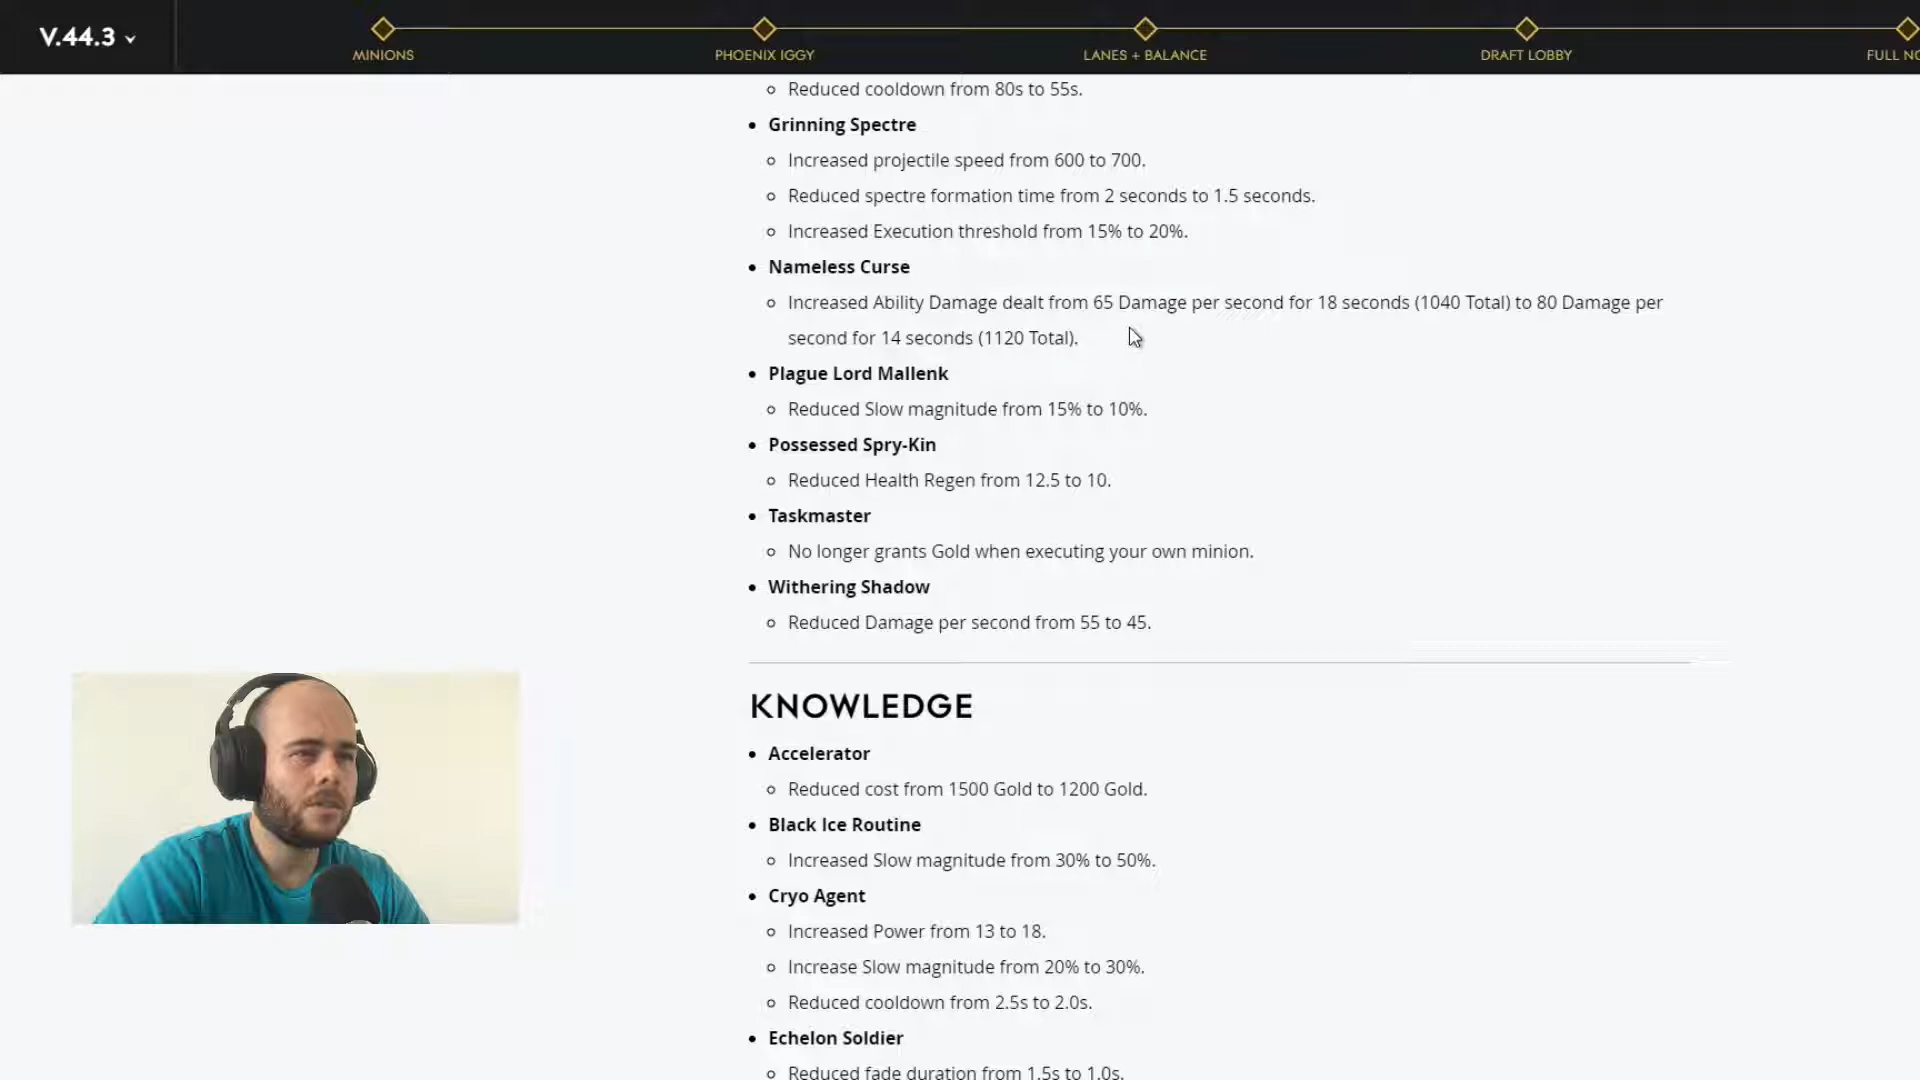 V.44.3
MINIONS
PHOENIX IGGY
LANES + BALANCE
DRAFT LOBBY
FULL NO
Reduced cooldown from 80s to 55s.
Grinning Spectre
Increased projectile speed from 600 to 700.
Reduced spectre formation time from 2 seconds to 1.5 seconds.
Increased Execution threshold from 15% to 20%.
Nameless Curse
Increased Ability Damage dealt from 65 Damage per second for 18 seconds (1040 Total) to 80 Damage per
second for 14 seconds (1120 Total).
Plague Lord Mallenk
Reduced Slow magnitude from 15% to 10%.
Possessed Spry-Kin
Reduced Health Regen from 12.5 to 10.
Taskmaster
No longer grants Gold when executing your own minion.
Withering Shadow
Reduced Damage per second from 55 to 45.
KNOWLEDGE
Accelerator
Reduced cost from 1500 Gold to 1200 Gold.
Black Ice Routine
Increased Slow magnitude from 30% to 50%.
Cryo Agent
Increased Power from 13 to 18.
Increase Slow magnitude from 20% to 30%.
Reduced cooldown from 2.5s to 2.0s.
Echelon Soldier
Reduced fade duration from 1.5s to 1.0s.